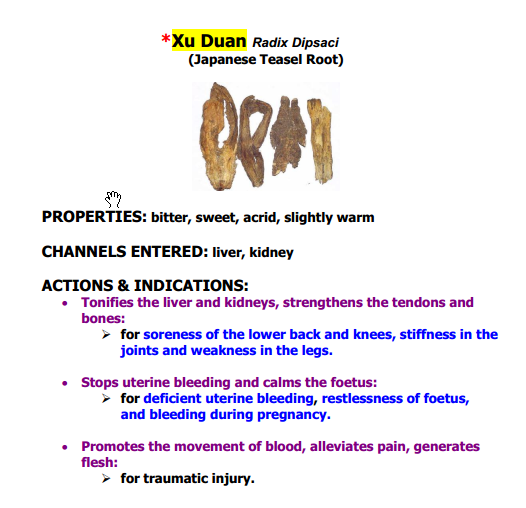 *Xu Duan Radix Dipsaci
(Japanese Teasel Root)
PROPERTIES: bitter, sweet, acrid, slightly warm
CHANNELS ENTERED: liver, kidney
ACTIONS & INDICATIONS:
• Tonifies the liver and kidneys, strengthens the tendons and
bones:
➢ for soreness of the lower back and knees, stiffness in the
joints and weakness in the legs.
• Stops uterine bleeding and calms the foetus:
➢ for deficient uterine bleeding, restlessness of foetus,
and bleeding during pregnancy.
• Promotes the movement of blood, alleviates pain, generates
flesh:
➢ for traumatic injury.